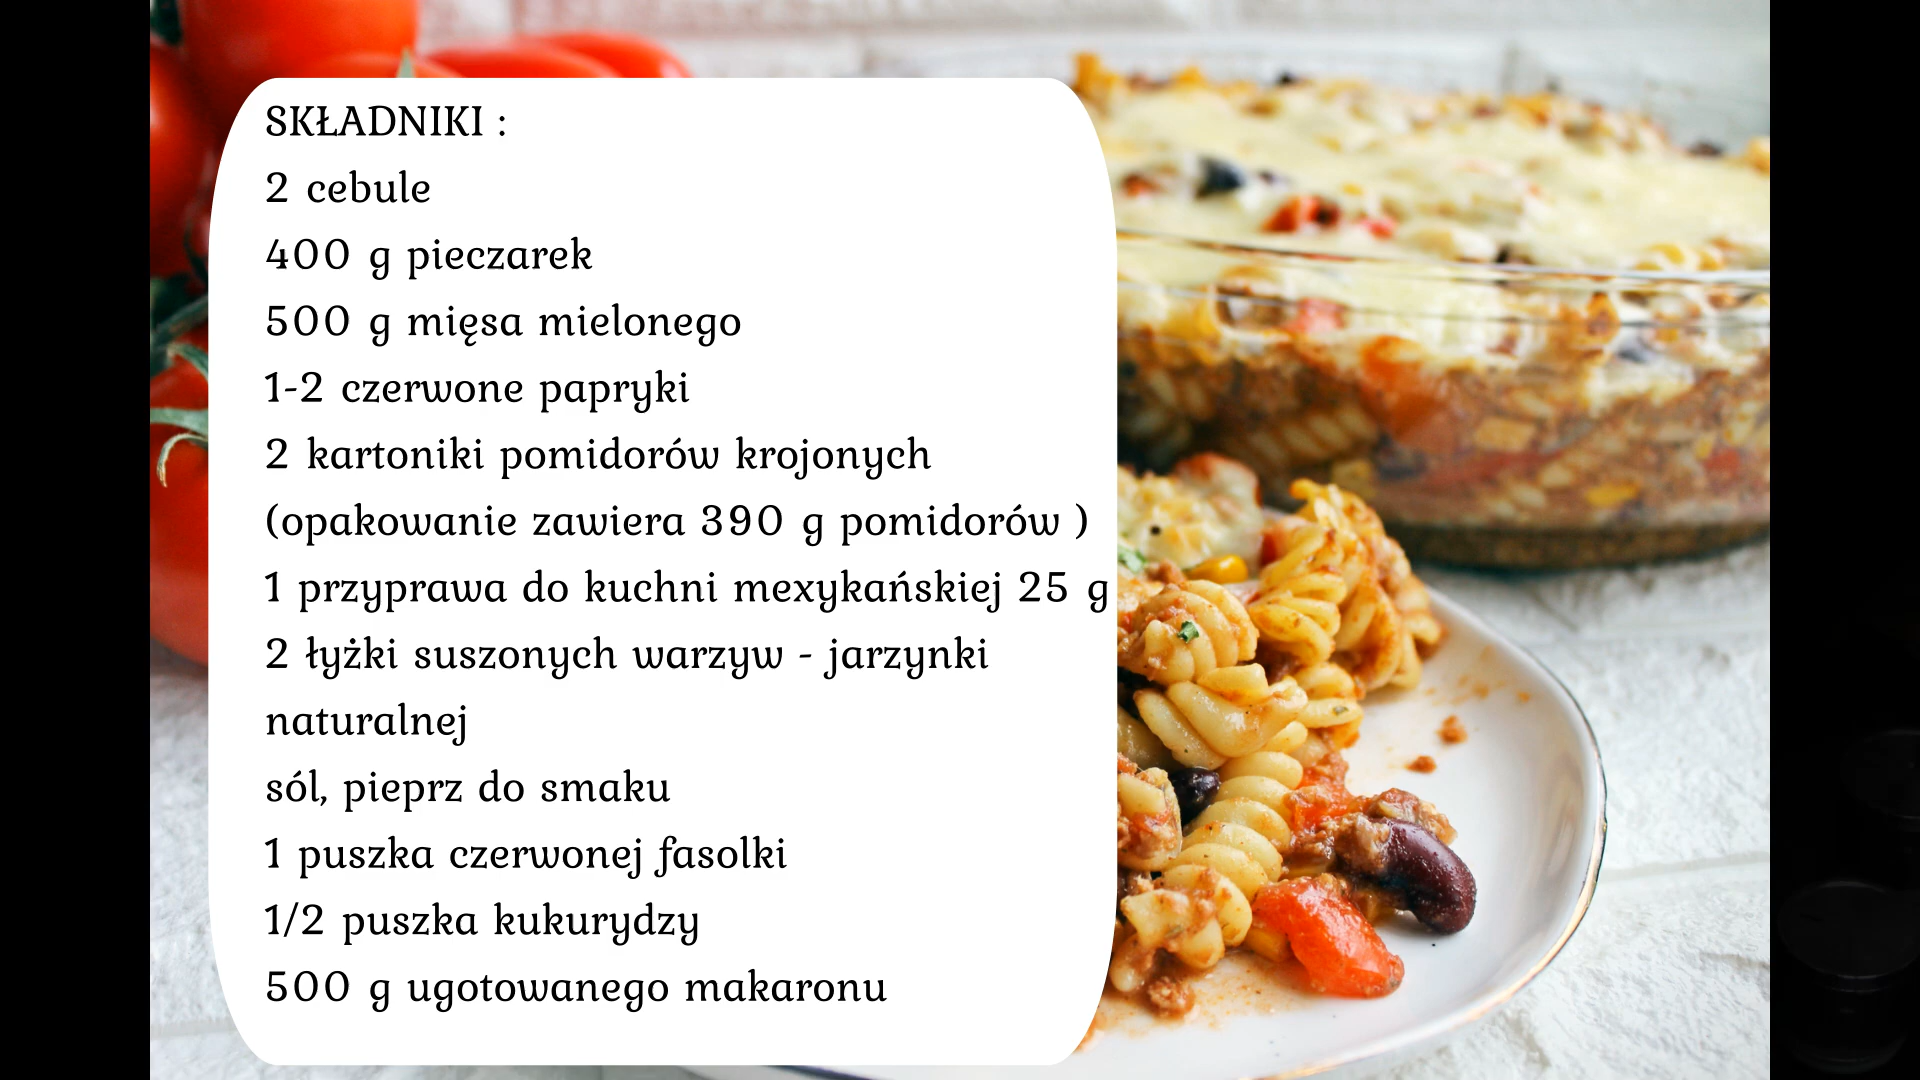 SKŁADNIKI :
2 cebule
400 g pieczarek
500 g mięsa mielonego
1-2 czerwone papryki
2 kartoniki pomidorów krojonych
(opakowanie zawiera 390 g pomidorów )
1 przyprawa do kuchni mexykańskiej 25 g
2 łyżki suszonych warzyw - jarzynki
naturalnej
sól, pieprz do smaku
1 puszka czerwonej fasolki
1/2 puszka kukurydzy
500 g ugotowanego makaronu